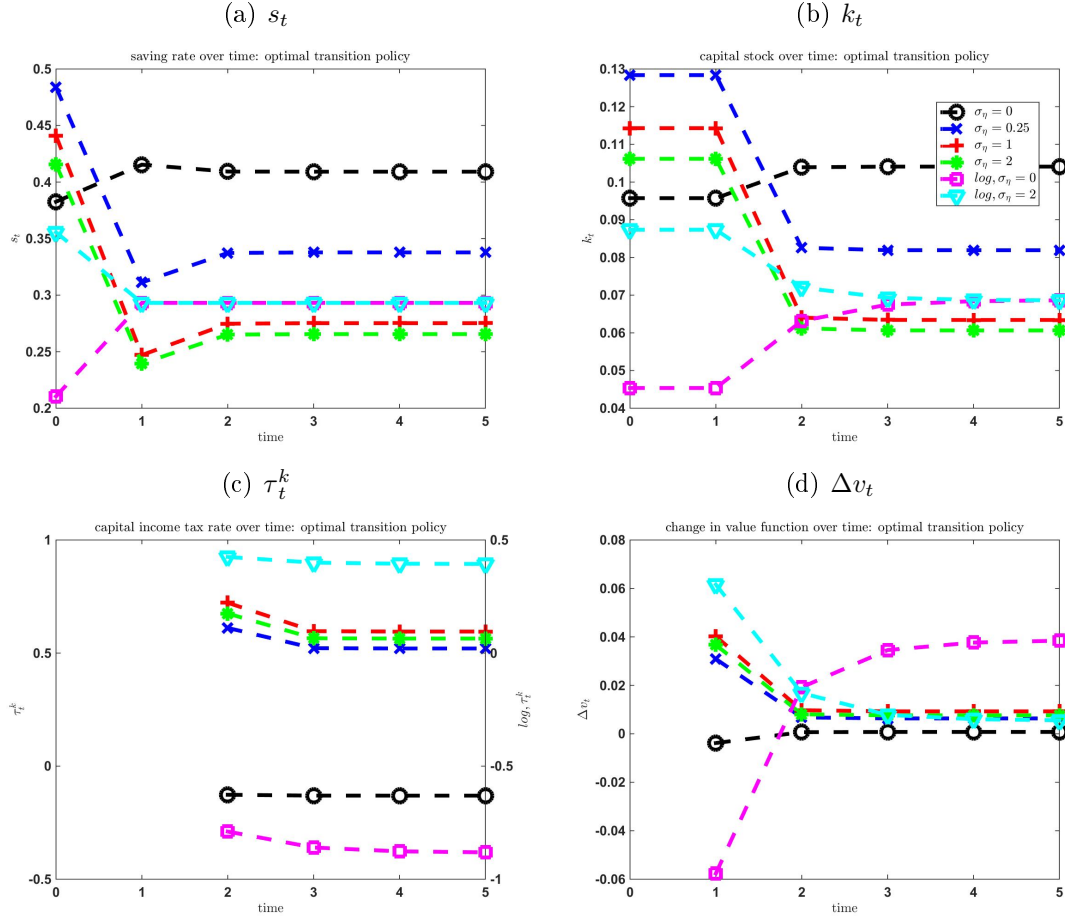 (a) s_t
(b) k_t
saving rate over time: optimal transition policy
0.5
0.45
0.4
0.35
0.3
0.25
0.2
s_t
0 1 2 3 4 5
time
capital stock over time: optimal transition policy
0.13
0.12
0.11
0.1
0.09
0.08
0.07
0.06
0.05
0.04
k_t
σ_η = 0
σ_η = 0.25
σ_η = 1
σ_η = 2
log, σ_η = 0
log, σ_η = 2
0 1 2 3 4 5
time
(c) τ_t^k
(d) Δv_t
capital income tax rate over time: optimal transition policy
1
0.5
0
-0.5
τ_t^k
0.5
0
-0.5
-1
log, τ_t^k
0 1 2 3 4 5
time
change in value function over time: optimal transition policy
0.08
0.06
0.04
0.02
0
-0.02
-0.04
-0.06
Δv_t
0 1 2 3 4 5
time